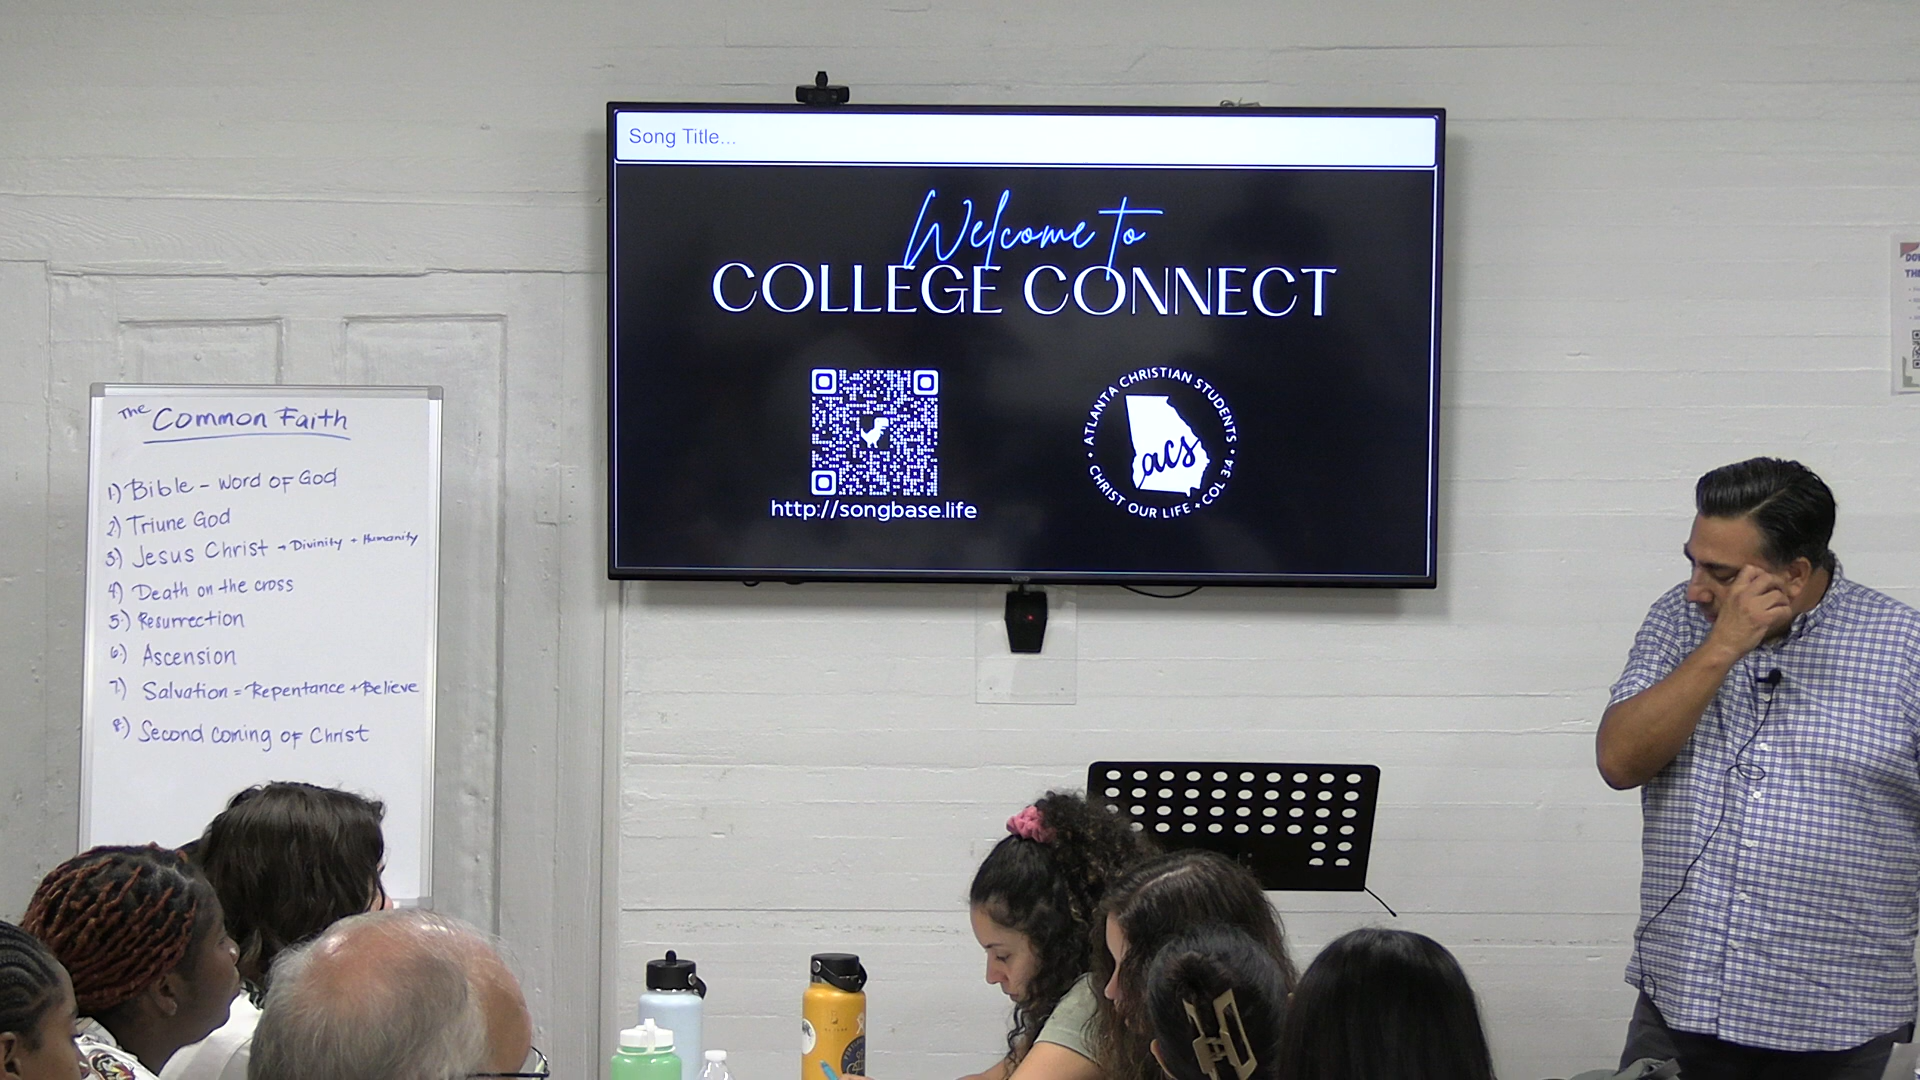 The Common Faith
1) Bible - Word of God
2) Triune God
3) Jesus Christ → Divinity + Humanity
4) Death on the cross
5.) Resurrection
6.) Ascension
7.) Salvation = Repentance + Believe
8.) Second Coming of Christ
Song Title...
Welcome to
COLLEGE CONNECT
http://songbase.life
• ATLANTA CHRISTIAN STUDENTS •
acs
CHRIST OUR LIFE • COL 3:4